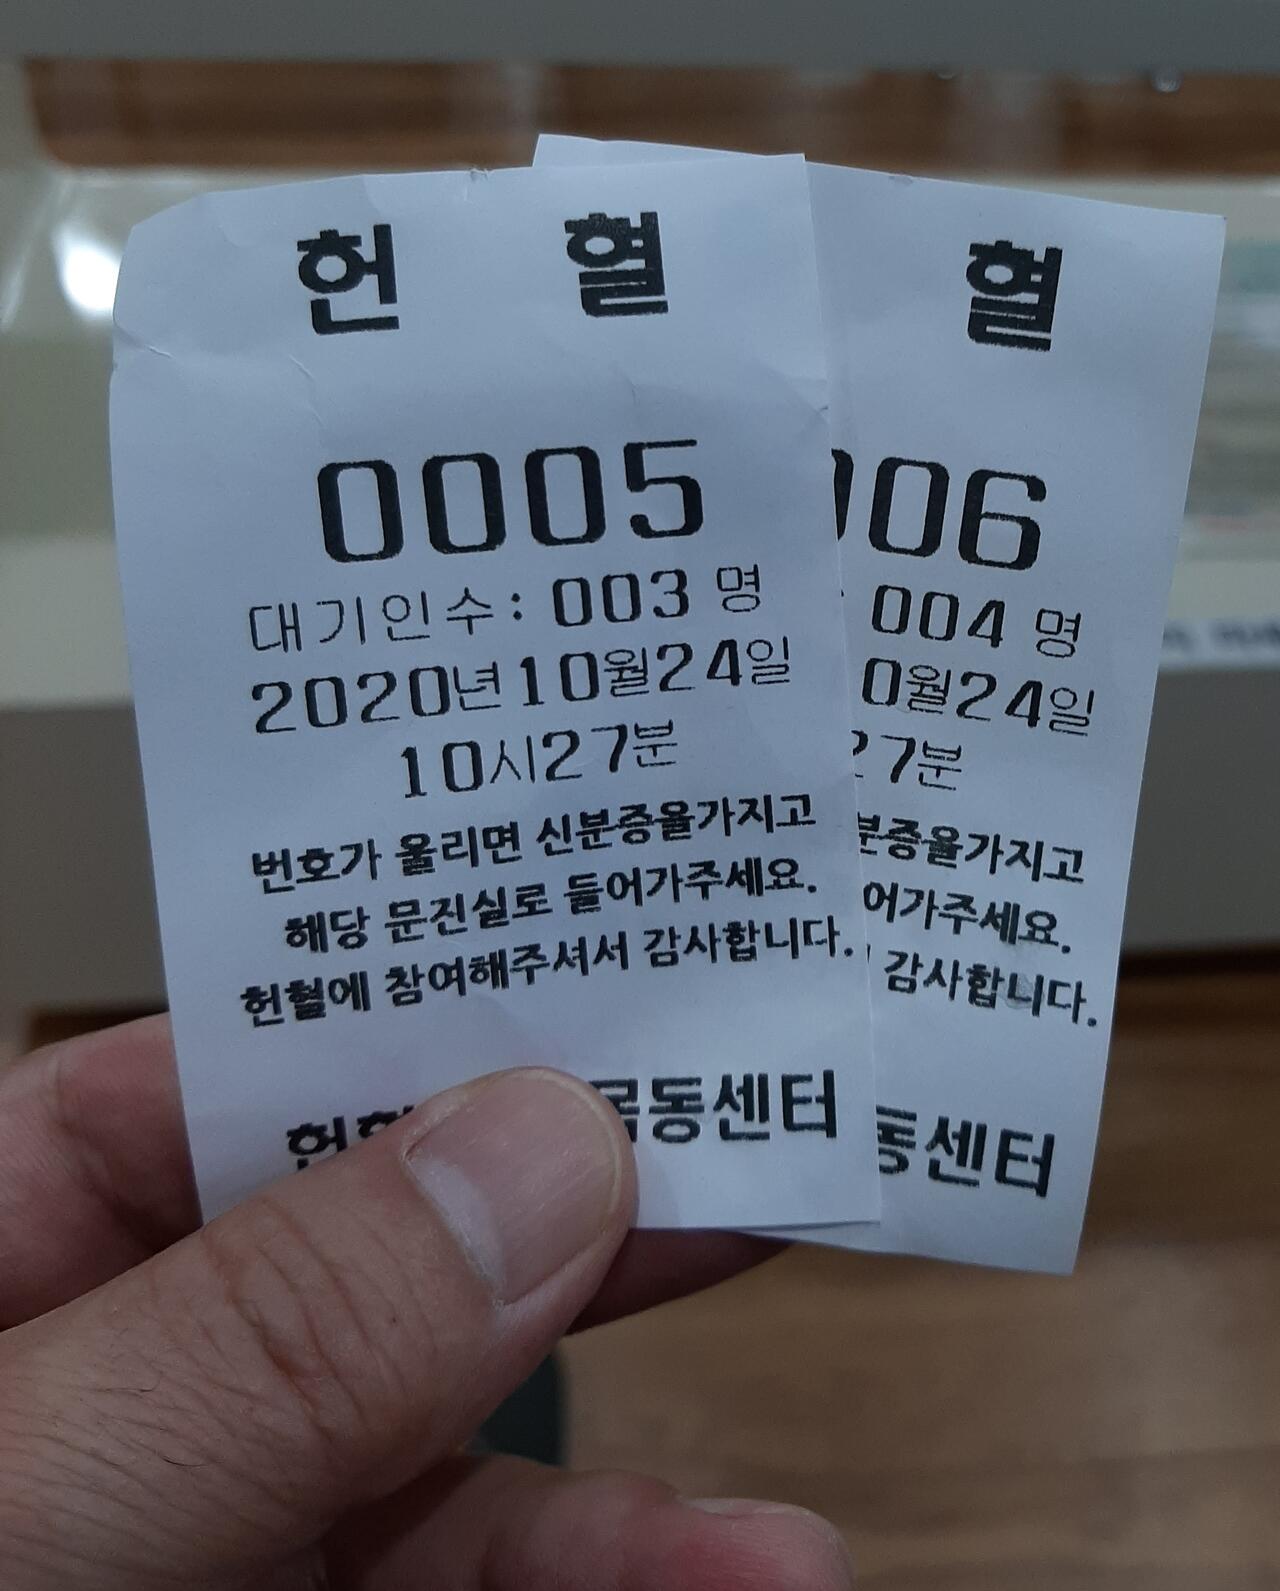 헌 혈
0005
대기인수: 003 명
2020년10월24일
10시27분
번호가 울리면 신분증을가지고
해당 문진실로 들어가주세요.
헌혈에 참여해주셔서 감사합니다.
목동센터
혈
006
004 명
0월24일
27분
분증을가지고
어가주세요.
감사합니다.
동센터